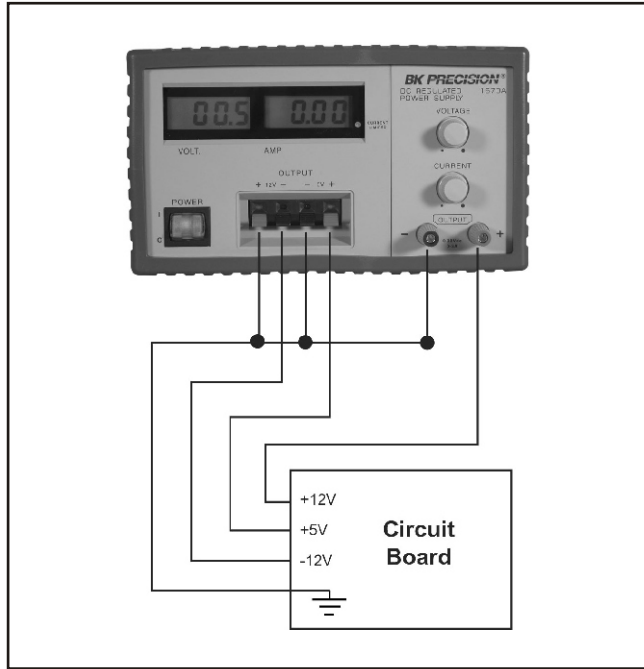 BK PRECISION®
DC REGULATED 1670A
POWER SUPPLY
00.5 0.00
VOLTAGE
VOLT. AMP
OUTPUT
CURRENT
+ 12V - - 5V +
POWER
OUTPUT
- +
+12V
+5V
-12V
Circuit
Board